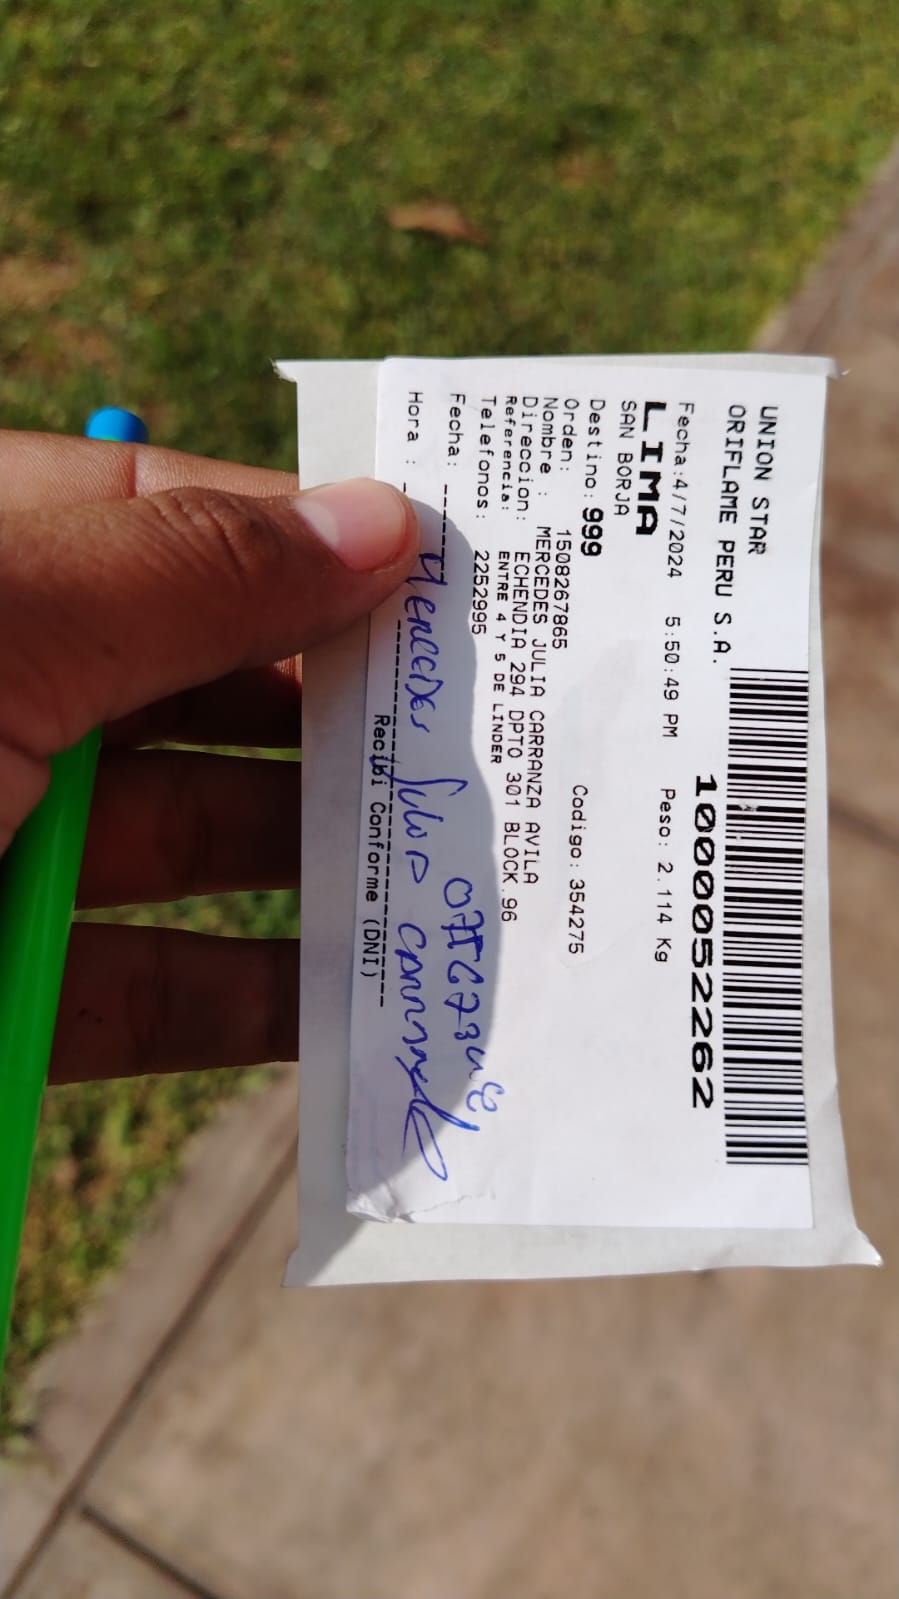 UNION STAR
ORIFLAME PERU S.A.
1000052262
Fecha:4/7/2024 5:50:49 PM Peso: 2.114 Kg
LIMA
SAN BORJA
Destino: 999
Orden: 1508267865 Codigo: 354275
Nombre : MERCEDES JULIA CARRANZA AVILA
Direccion: ECHENDIA 294 DPTO 301 BLOCK.96
Referencia: ENTRE 4 Y 5 DE LINDER
Telefonos: 2252995
Fecha:
Mercedes Julia
Hora :
Recibi Conforme (DNI)